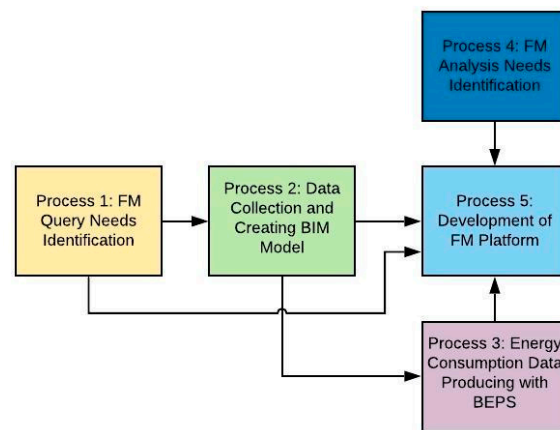 Process 4: FM
Analysis Needs
Identification
Process 1: FM
Query Needs
Identification
Process 2: Data
Collection and
Creating BIM
Model
Process 5:
Development of
FM Platform
Process 3: Energy
Consumption Data
Producing with
BEPS